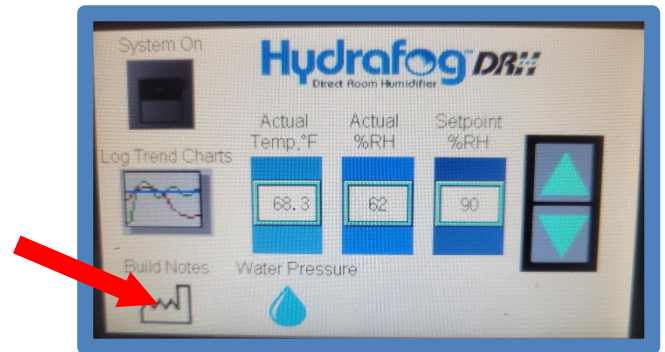 System On
Hydrafog™ DRH
Direct Room Humidifier
Actual Temp,°F
Actual %RH
Setpoint %RH
Log Trend Charts
68.3
62
90
Build Notes
Water Pressure